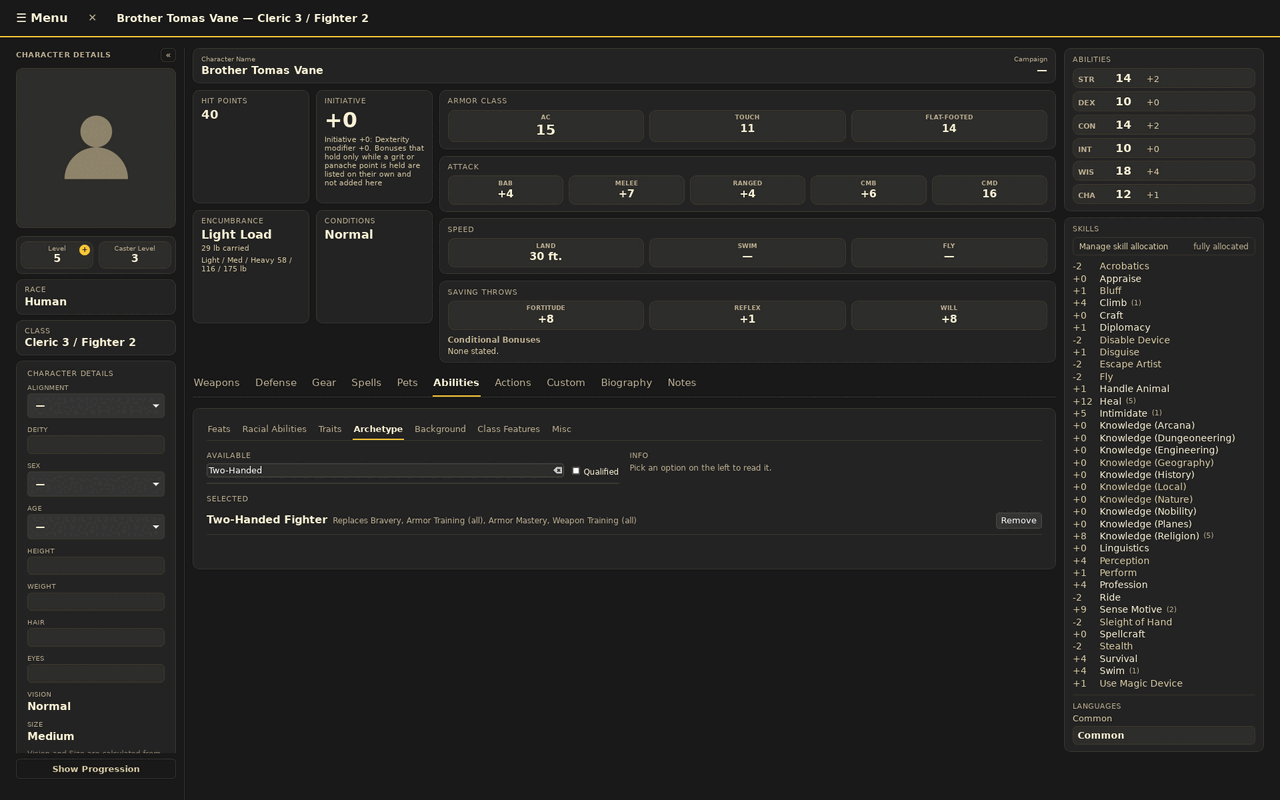 ☰ Menu × Brother Tomas Vane — Cleric 3 / Fighter 2
CHARACTER DETAILS «
Level
5
+
Caster Level
3
RACE
Human
CLASS
Cleric 3 / Fighter 2
CHARACTER DETAILS
ALIGNMENT
—
DEITY
SEX
—
AGE
—
HEIGHT
WEIGHT
HAIR
EYES
VISION
Normal
SIZE
Medium
Vision and Size are calculated from
Show Progression
Character Name
Brother Tomas Vane
Campaign
—
HIT POINTS
40
INITIATIVE
+0
Initiative +0: Dexterity
modifier +0. Bonuses that
hold only while a grit or
panache point is held are
listed on their own and
not added here
ENCUMBRANCE
Light Load
29 lb carried
Light / Med / Heavy 58 /
116 / 175 lb
CONDITIONS
Normal
ARMOR CLASS
AC
15
TOUCH
11
FLAT-FOOTED
14
ATTACK
BAB
+4
MELEE
+7
RANGED
+4
CMB
+6
CMD
16
SPEED
LAND
30 ft.
SWIM
—
FLY
—
SAVING THROWS
FORTITUDE
+8
REFLEX
+1
WILL
+8
Conditional Bonuses
None stated.
Weapons Defense Gear Spells Pets Abilities Actions Custom Biography Notes
Feats Racial Abilities Traits Archetype Background Class Features Misc
AVAILABLE
Two-Handed
Qualified
INFO
Pick an option on the left to read it.
SELECTED
Two-Handed Fighter Replaces Bravery, Armor Training (all), Armor Mastery, Weapon Training (all)
Remove
ABILITIES
STR 14 +2
DEX 10 +0
CON 14 +2
INT 10 +0
WIS 18 +4
CHA 12 +1
SKILLS
Manage skill allocation fully allocated
-2 Acrobatics
+0 Appraise
+1 Bluff
+4 Climb (1)
+0 Craft
+1 Diplomacy
-2 Disable Device
+1 Disguise
-2 Escape Artist
-2 Fly
+1 Handle Animal
+12 Heal (5)
+5 Intimidate (1)
+0 Knowledge (Arcana)
+0 Knowledge (Dungeoneering)
+0 Knowledge (Engineering)
+0 Knowledge (Geography)
+0 Knowledge (History)
+0 Knowledge (Local)
+0 Knowledge (Nature)
+0 Knowledge (Nobility)
+0 Knowledge (Planes)
+8 Knowledge (Religion) (5)
+0 Linguistics
+4 Perception
+1 Perform
+4 Profession
-2 Ride
+9 Sense Motive (2)
-2 Sleight of Hand
+0 Spellcraft
-2 Stealth
+4 Survival
+4 Swim (1)
+1 Use Magic Device
LANGUAGES
Common
Common